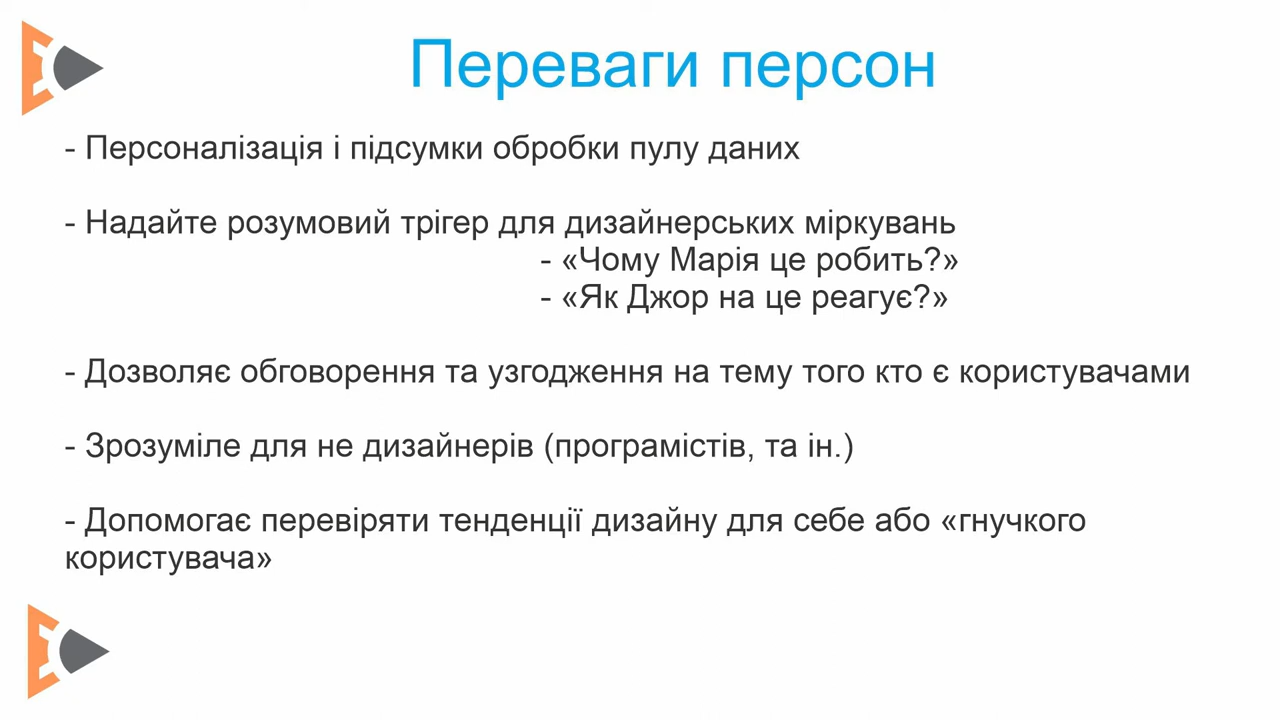 Переваги персон
- Персоналізація і підсумки обробки пулу даних
- Надайте розумовий трігер для дизайнерських міркувань
- «Чому Марія це робить?»
- «Як Джор на це реагує?»
- Дозволяє обговорення та узгодження на тему того кто є користувачами
- Зрозуміле для не дизайнерів (програмістів, та ін.)
- Допомогає перевіряти тенденції дизайну для себе або «гнучкого
користувача»